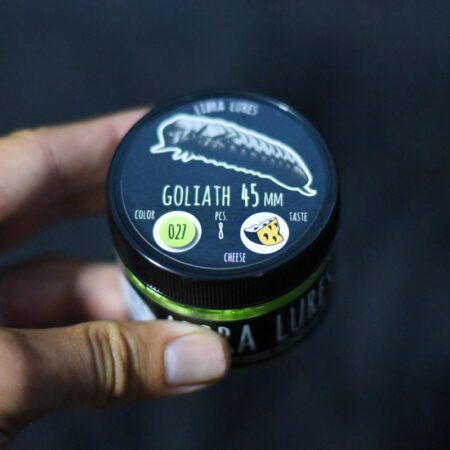 LIBRA LURES
GOLIATH 45 MM
COLOR PCS. TASTE
027 8
CHEESE
LIBRA LURES